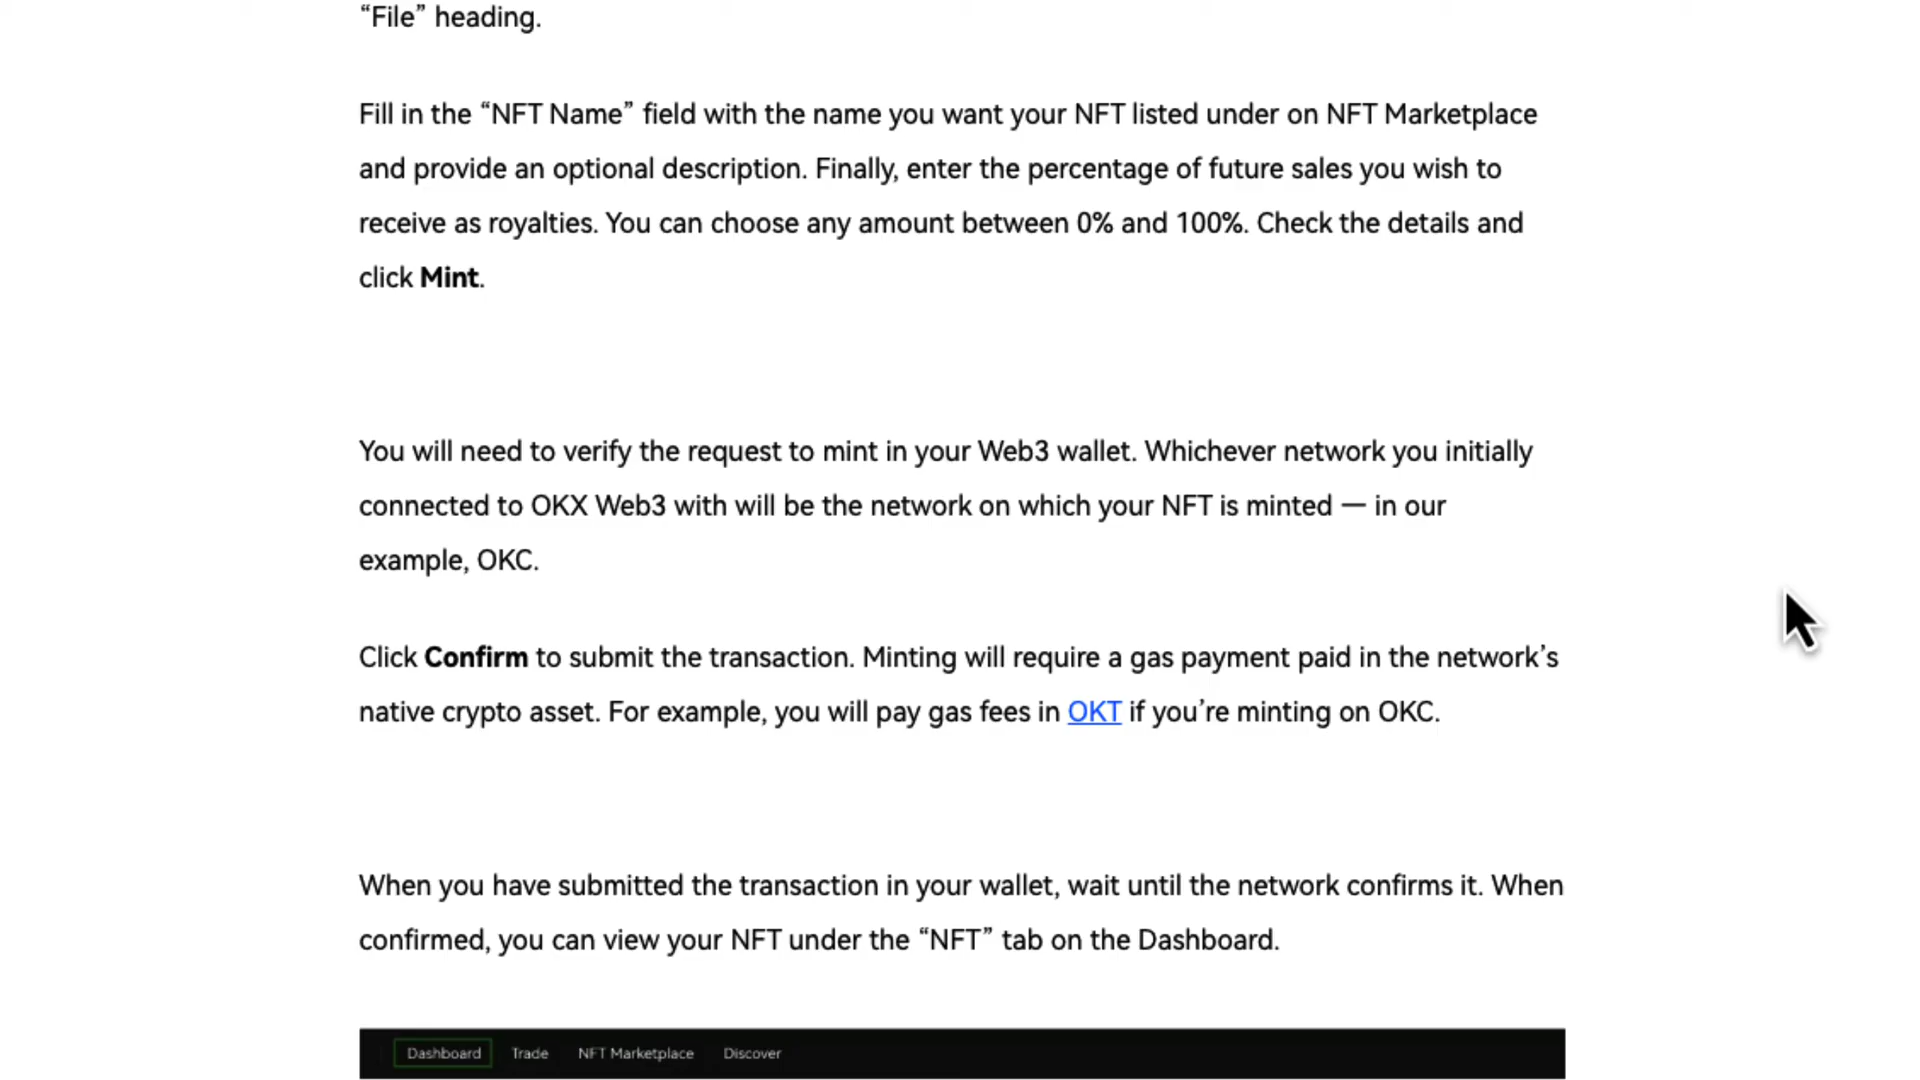 “File” heading.
Fill in the “NFT Name” field with the name you want your NFT listed under on NFT Marketplace
and provide an optional description. Finally, enter the percentage of future sales you wish to
receive as royalties. You can choose any amount between 0% and 100%. Check the details and
click Mint.
You will need to verify the request to mint in your Web3 wallet. Whichever network you initially
connected to OKX Web3 with will be the network on which your NFT is minted — in our
example, OKC.
Click Confirm to submit the transaction. Minting will require a gas payment paid in the network’s
native crypto asset. For example, you will pay gas fees in OKT if you’re minting on OKC.
When you have submitted the transaction in your wallet, wait until the network confirms it. When
confirmed, you can view your NFT under the “NFT” tab on the Dashboard.
Dashboard Trade NFT Marketplace Discover